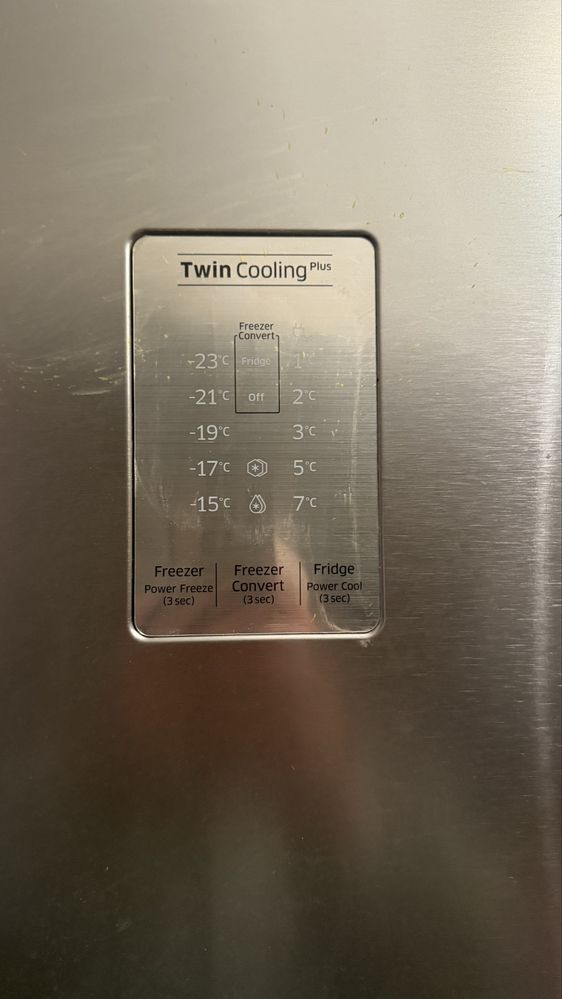 Twin Cooling Plus
Freezer
Convert
-23°C Fridge 1°C
-21°C Off 2°C
-19°C 3°C
-17°C 5°C
-15°C 7°C
Freezer Freezer Fridge
Power Freeze Convert Power Cool
(3 sec) (3 sec) (3 sec)